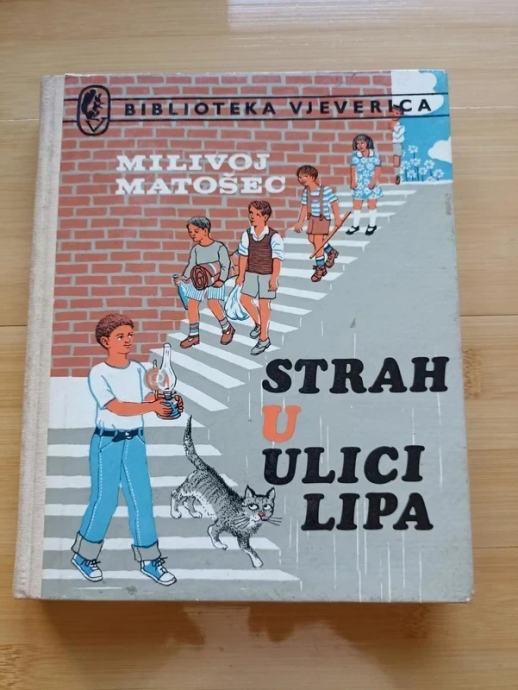 BIBLIOTEKA VJEVERICA
MILIVOJ
MATOŠEC
STRAH
U
ULICI
LIPA